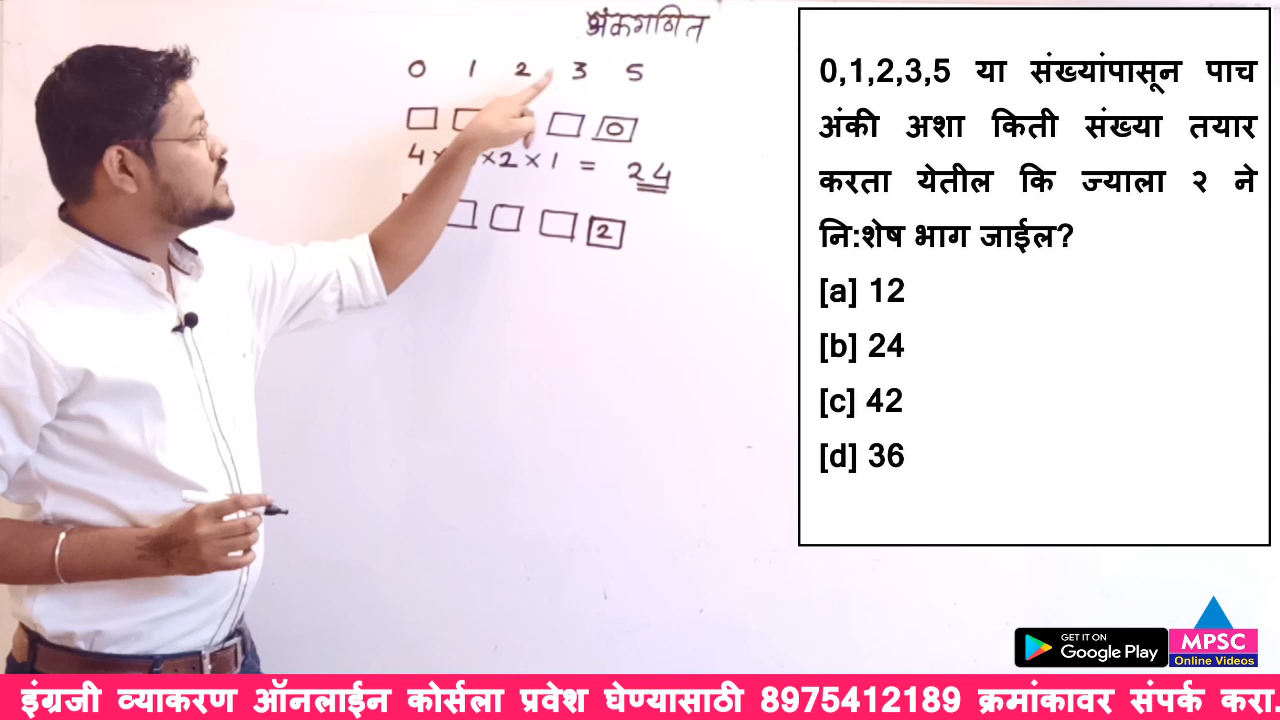 अंकगणित
0 1 2 3 5
0
4 × × 2 × 1 = 24
2
0,1,2,3,5 या संख्यांपासून पाच
अंकी अशा किती संख्या तयार
करता येतील कि ज्याला २ ने
नि:शेष भाग जाईल?
[a] 12
[b] 24
[c] 42
[d] 36
GET IT ON
Google Play
MPSC
Online Videos
इंग्रजी व्याकरण ऑनलाईन कोर्सला प्रवेश घेण्यासाठी 8975412189 क्रमांकावर संपर्क करा.